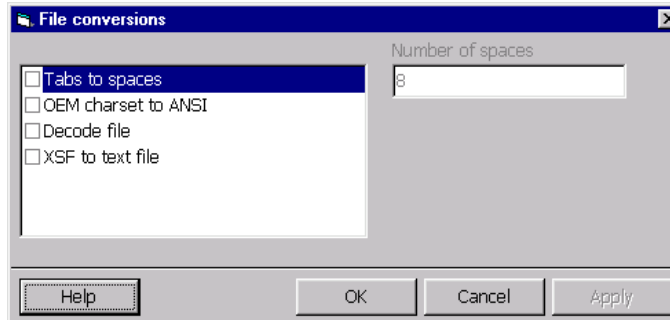 File conversions
Number of spaces
Tabs to spaces
8
OEM charset to ANSI
Decode file
XSF to text file
Help
OK
Cancel
Apply